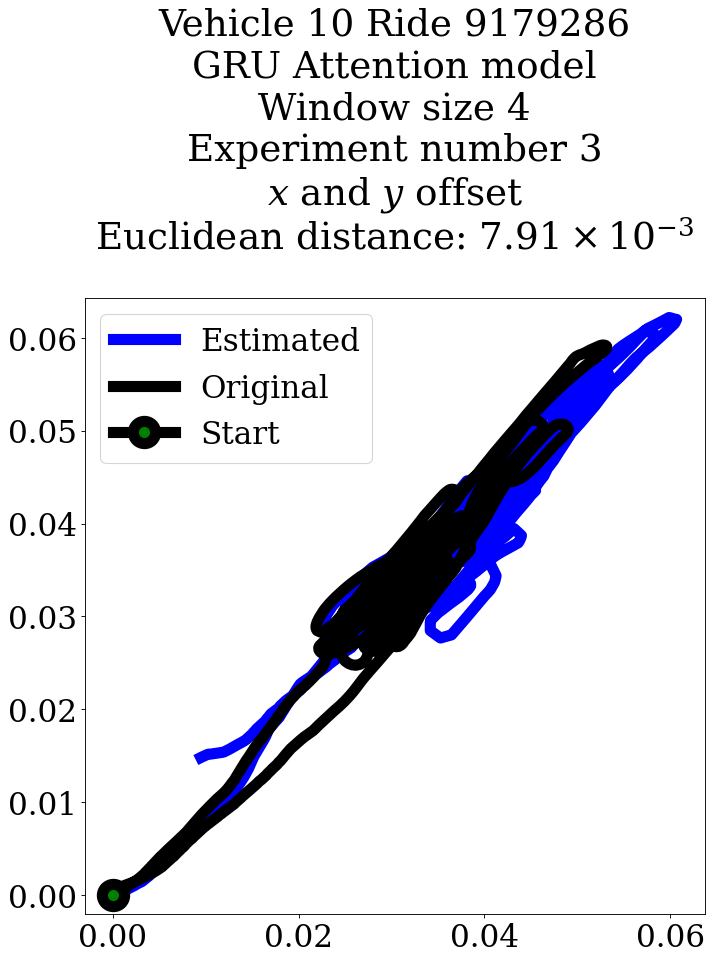 Vehicle 10 Ride 9179286
GRU Attention model
Window size 4
Experiment number 3
x and y offset
Euclidean distance: 7.91 × 10⁻³
Estimated
Original
Start
0.06
0.05
0.04
0.03
0.02
0.01
0.00
0.00 0.02 0.04 0.06